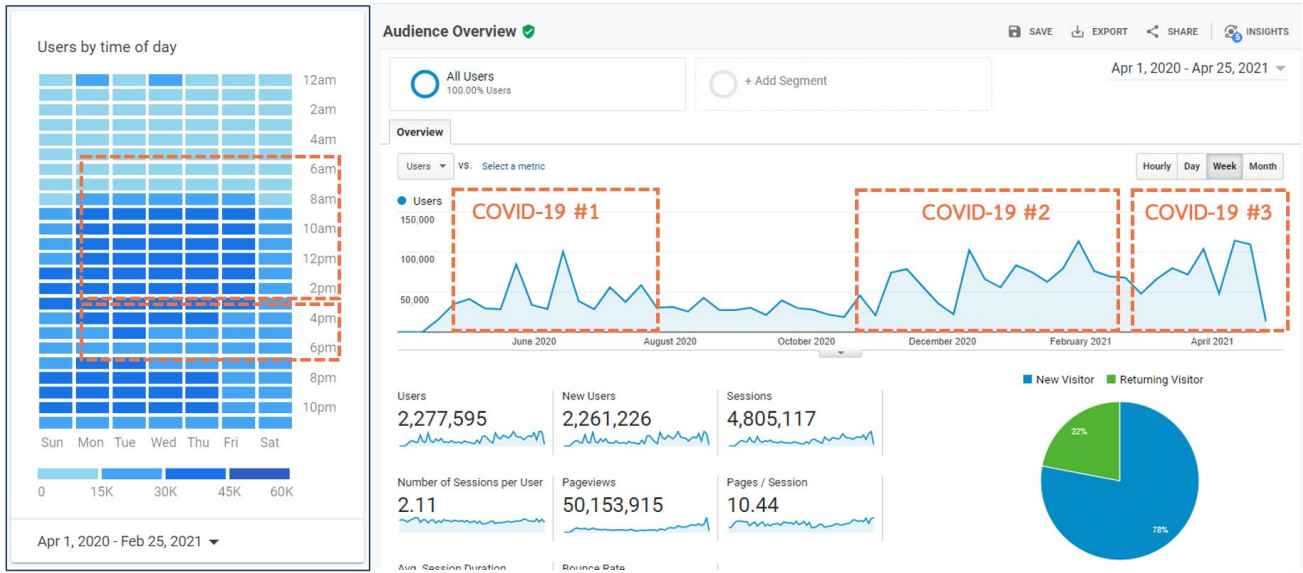 Users by time of day
12am
2am
4am
6am
8am
10am
12pm
2pm
4pm
6pm
8pm
10pm
Sun Mon Tue Wed Thu Fri Sat
0 15K 30K 45K 60K
Apr 1, 2020 - Feb 25, 2021
Audience Overview
SAVE EXPORT SHARE 5 INSIGHTS
Apr 1, 2020 - Apr 25, 2021
All Users
100.00% Users
+ Add Segment
Overview
Users VS. Select a metric
Hourly Day Week Month
Users
COVID-19 #1 COVID-19 #2 COVID-19 #3
150,000
100,000
50,000
June 2020 August 2020 October 2020 December 2020 February 2021 April 2021
New Visitor Returning Visitor
Users New Users Sessions
2,277,595 2,261,226 4,805,117
Number of Sessions per User Pageviews Pages / Session
2.11 50,153,915 10.44
22%
78%
Avg. Session Duration Bounce Rate